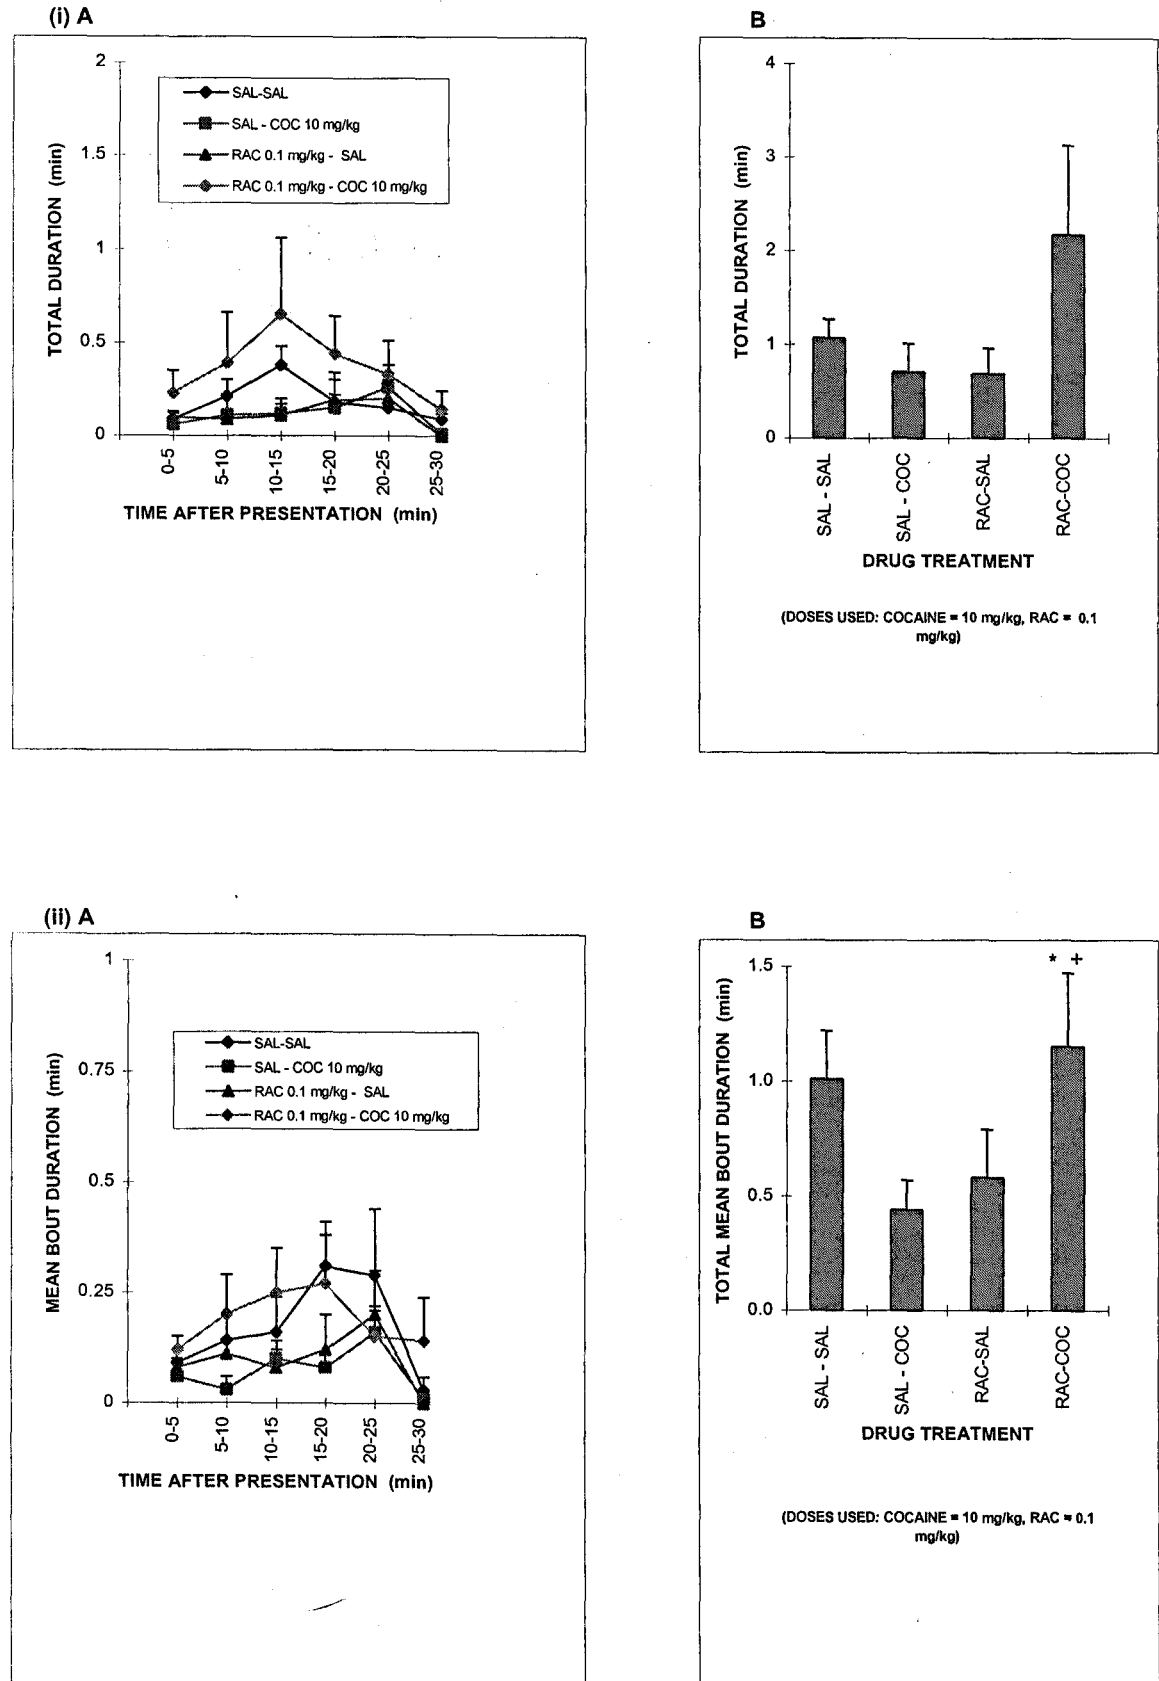 (i) A
2
1.5
1
0.5
0
TOTAL DURATION (min)
SAL-SAL
SAL - COC 10 mg/kg
RAC 0.1 mg/kg - SAL
RAC 0.1 mg/kg - COC 10 mg/kg
0-5
5-10
10-15
15-20
20-25
25-30
TIME AFTER PRESENTATION (min)
B
4
3
2
1
0
TOTAL DURATION (min)
SAL - SAL
SAL - COC
RAC-SAL
RAC-COC
DRUG TREATMENT
(DOSES USED: COCAINE = 10 mg/kg, RAC = 0.1
mg/kg)
(ii) A
1
0.75
0.5
0.25
0
MEAN BOUT DURATION (min)
SAL-SAL
SAL - COC 10 mg/kg
RAC 0.1 mg/kg - SAL
RAC 0.1 mg/kg - COC 10 mg/kg
0-5
5-10
10-15
15-20
20-25
25-30
TIME AFTER PRESENTATION (min)
B
1.5
1.0
0.5
0.0
TOTAL MEAN BOUT DURATION (min)
* +
SAL - SAL
SAL - COC
RAC-SAL
RAC-COC
DRUG TREATMENT
(DOSES USED: COCAINE = 10 mg/kg, RAC = 0.1
mg/kg)